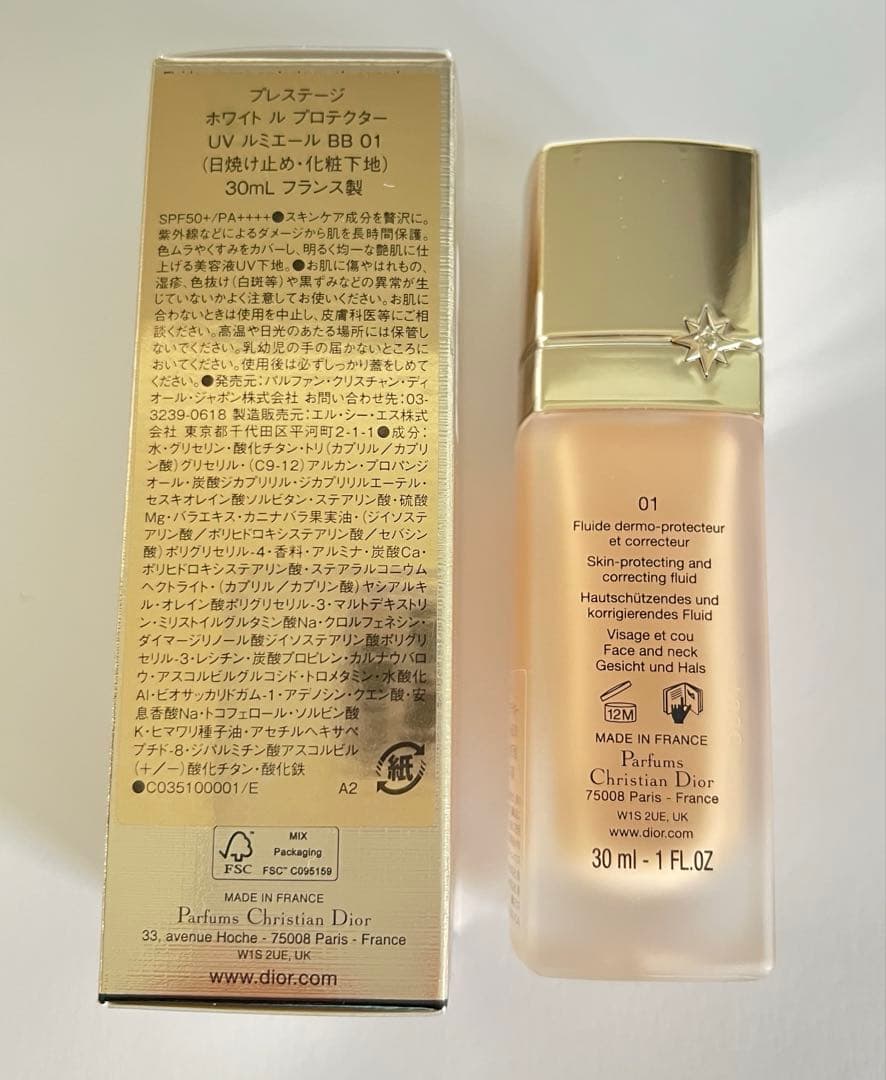 プレステージ
ホワイト ル プロテクター
UV ルミエール BB 01
(日焼け止め・化粧下地)
30mL フランス製
SPF50+/PA++++●スキンケア成分を贅沢に。
紫外線などによるダメージから肌を長時間保護。
色ムラやくすみをカバーし、明るく均一な艶肌に仕
上げる美容液UV下地。●お肌に傷やはれもの、
湿疹、色抜け(白斑等)や黒ずみなどの異常が生
じていないかよく注意してお使いください。お肌に
合わないときは使用を中止し、皮膚科医等にご相
談ください。高温や日光のあたる場所には保管し
ないでください。乳幼児の手の届かないところに
おいてください。使用後は必ずしっかり蓋をしめて
ください。●発売元:パルファン・クリスチャン・ディ
オール・ジャポン株式会社 お問い合わせ先:03-
3239-0618 製造販売元:エル・シー・エス株式
会社 東京都千代田区平河町2-1-1●成分:
水・グリセリン・酸化チタン・トリ(カプリル/カプリ
ン酸)グリセリル・(C9-12)アルカン・プロパンジ
オール・炭酸ジカプリリル・ジカプリリルエーテル・
セスキオレイン酸ソルビタン・ステアリン酸・硫酸
Mg・バラエキス・カニナバラ果実油・(ジイソステ
アリン酸/ポリヒドロキシステアリン酸/セバシン
酸)ポリグリセリル-4・香料・アルミナ・炭酸Ca・
ポリヒドロキシステアリン酸・ステアラルコニウム
ヘクトライト・(カプリル/カプリン酸)ヤシアルキ
ル・オレイン酸ポリグリセリル-3・マルトデキストリ
ン・ミリストイルグルタミン酸Na・クロルフェネシン・
ダイマージリノール酸ジイソステアリン酸ポリグリ
セリル-3・レシチン・炭酸プロピレン・カルナウバロ
ウ・アスコルビルグルコシド・トロメタミン・水酸化
Al・ビオサッカリドガム-1・アデノシン・クエン酸・安
息香酸Na・トコフェロール・ソルビン酸
K・ヒマワリ種子油・アセチルヘキサペ
プチド-8・ジパルミチン酸アスコルビル
(+/-)酸化チタン・酸化鉄
●C035100001/E A2
紙
FSC
MIX
Packaging
FSC™ C095159
MADE IN FRANCE
Parfums Christian Dior
33, avenue Hoche - 75008 Paris - France
W1S 2UE, UK
www.dior.com
01
Fluide dermo-protecteur
et correcteur
Skin-protecting and
correcting fluid
Hautschützendes und
korrigierendes Fluid
Visage et cou
Face and neck
Gesicht und Hals
12M
MADE IN FRANCE
Parfums
Christian Dior
75008 Paris - France
W1S 2UE, UK
www.dior.com
30 ml - 1 FL.OZ